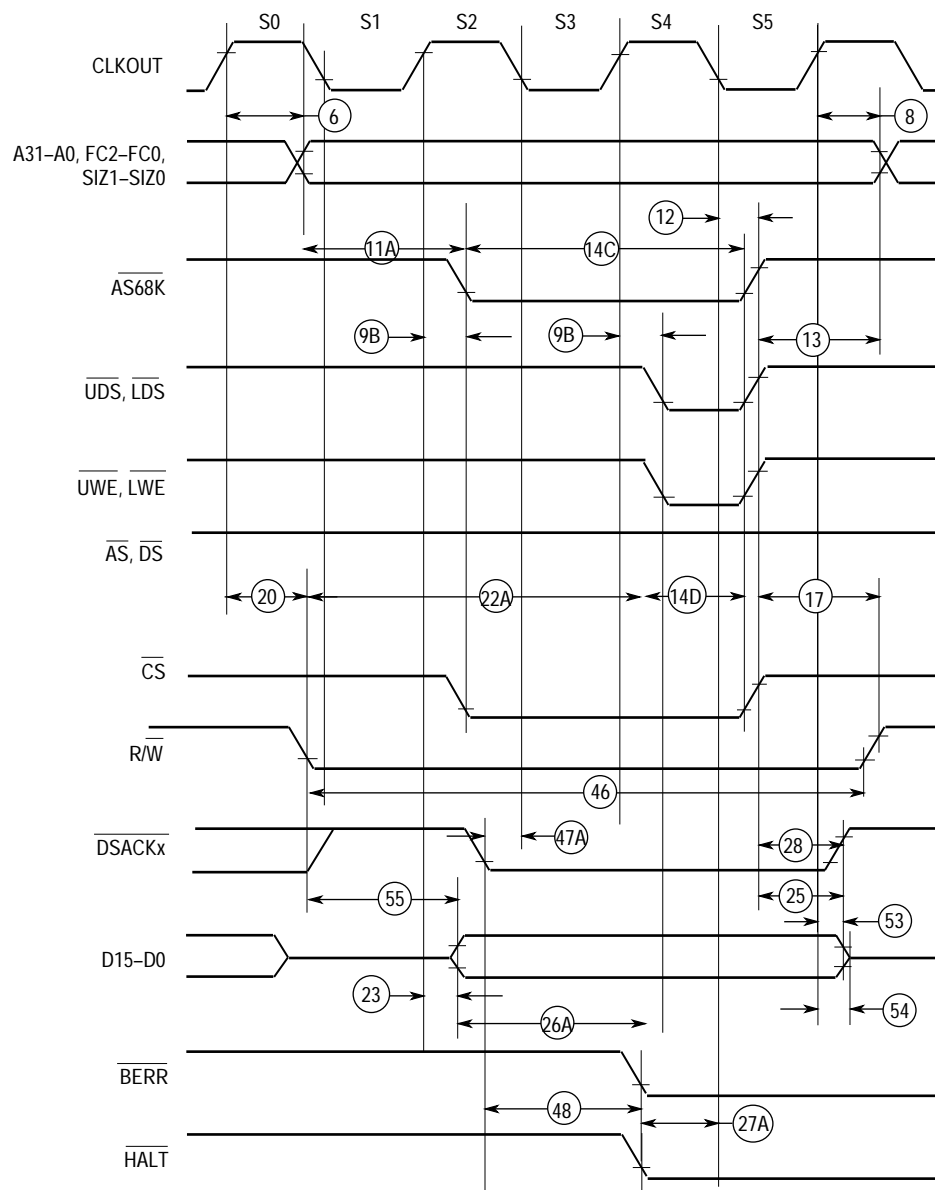 S0 S1 S2 S3 S4 S5
CLKOUT
6 8
A31–A0, FC2–FC0,
SIZ1–SIZ0
12
11A 14C
AS68K
9B 9B 13
UDS, LDS
UWE, LWE
AS, DS
20 22A 14D 17
CS
R/W
46
DSACKx
47A 28
55 25
53
D15–D0
23 54
26A
BERR
48 27A
HALT